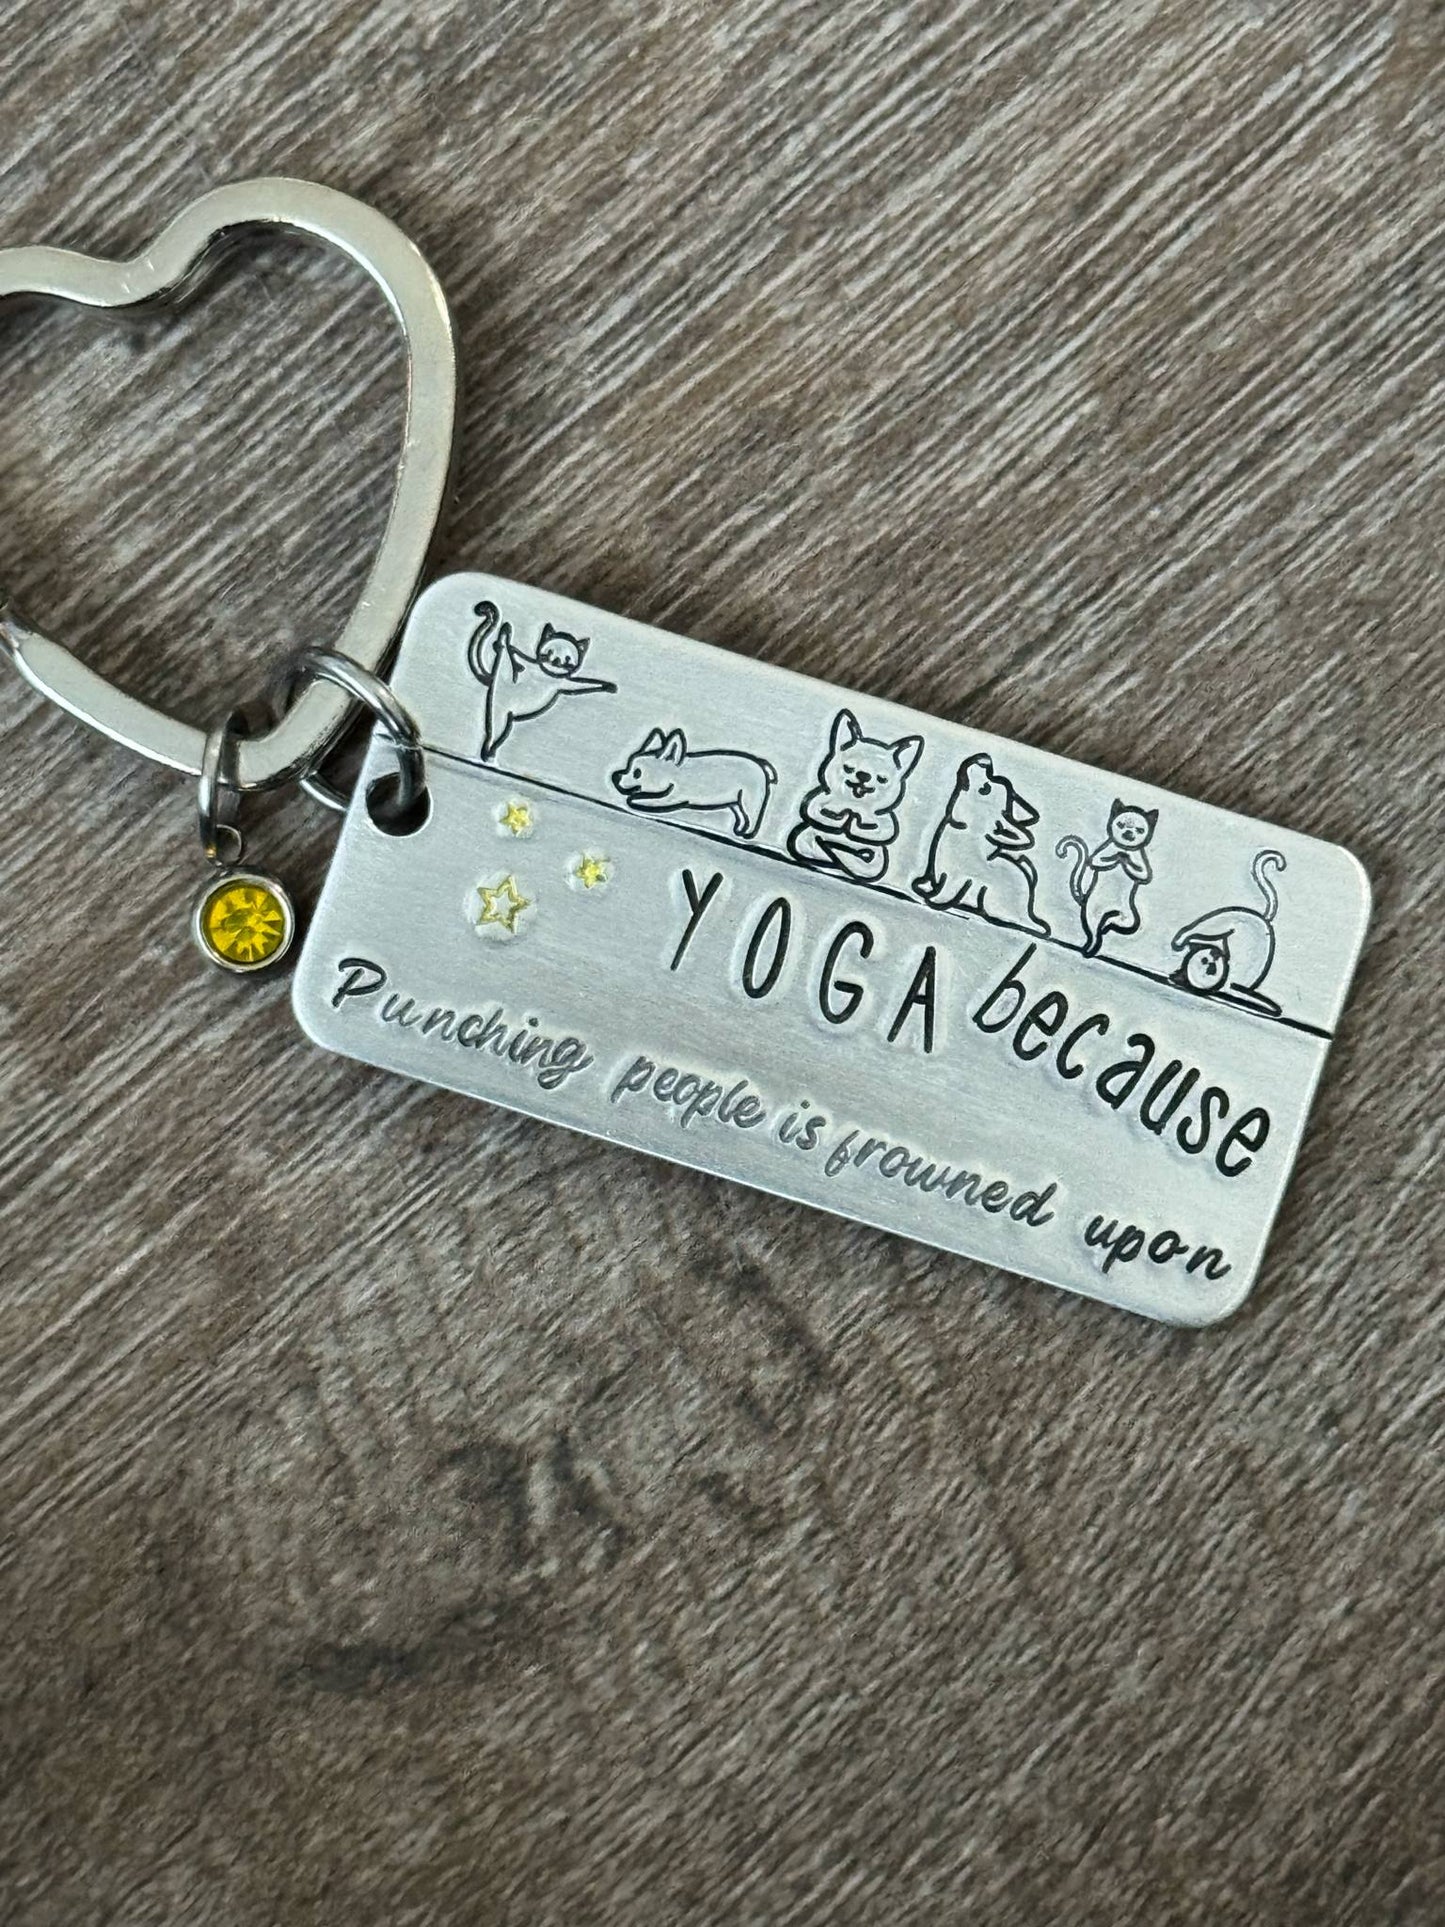 YOGA because
Punching people is frowned upon